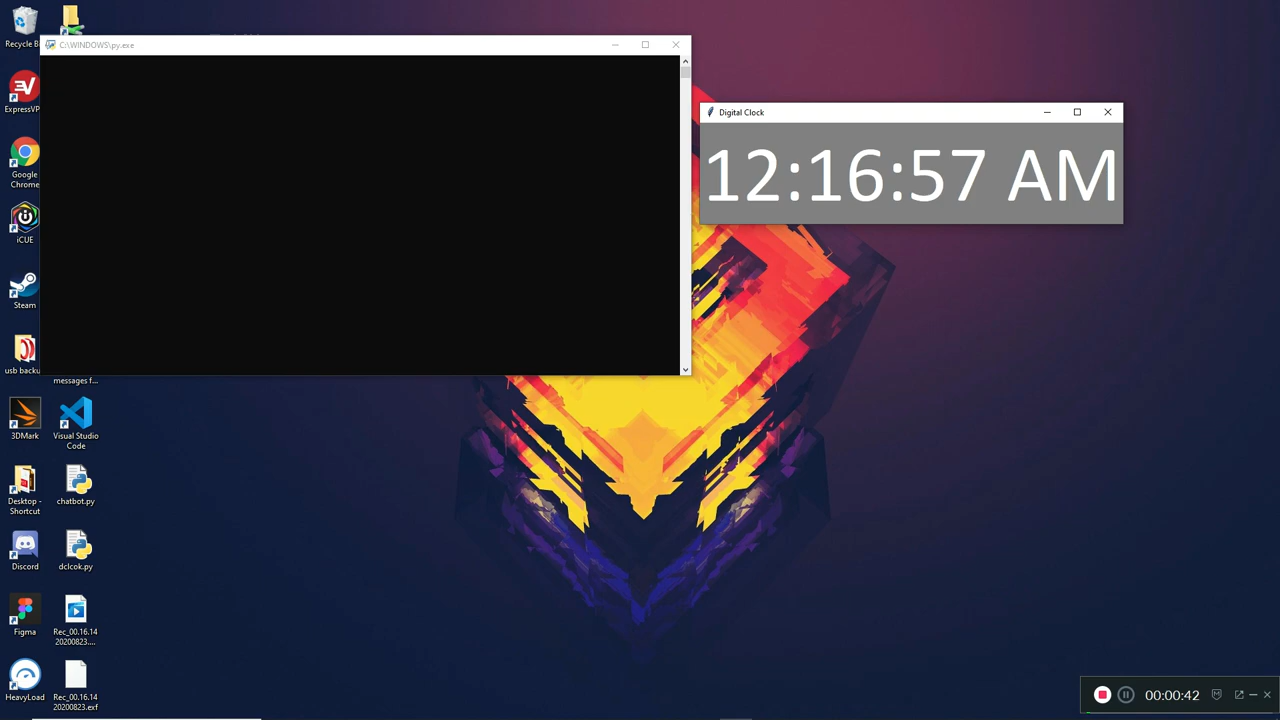 C:\WINDOWS\py.exe
Digital Clock
12:16:57 AM
Recycle Bi
ExpressVP
Google
Chrome
iCUE
Steam
usb backu
messages f...
3DMark
Visual Studio
Code
Desktop -
Shortcut
chatbot.py
Discord
dclcok.py
Figma
Rec_00.16.14
20200823....
HeavyLoad
Rec_00.16.14
20200823.exf
00:00:42